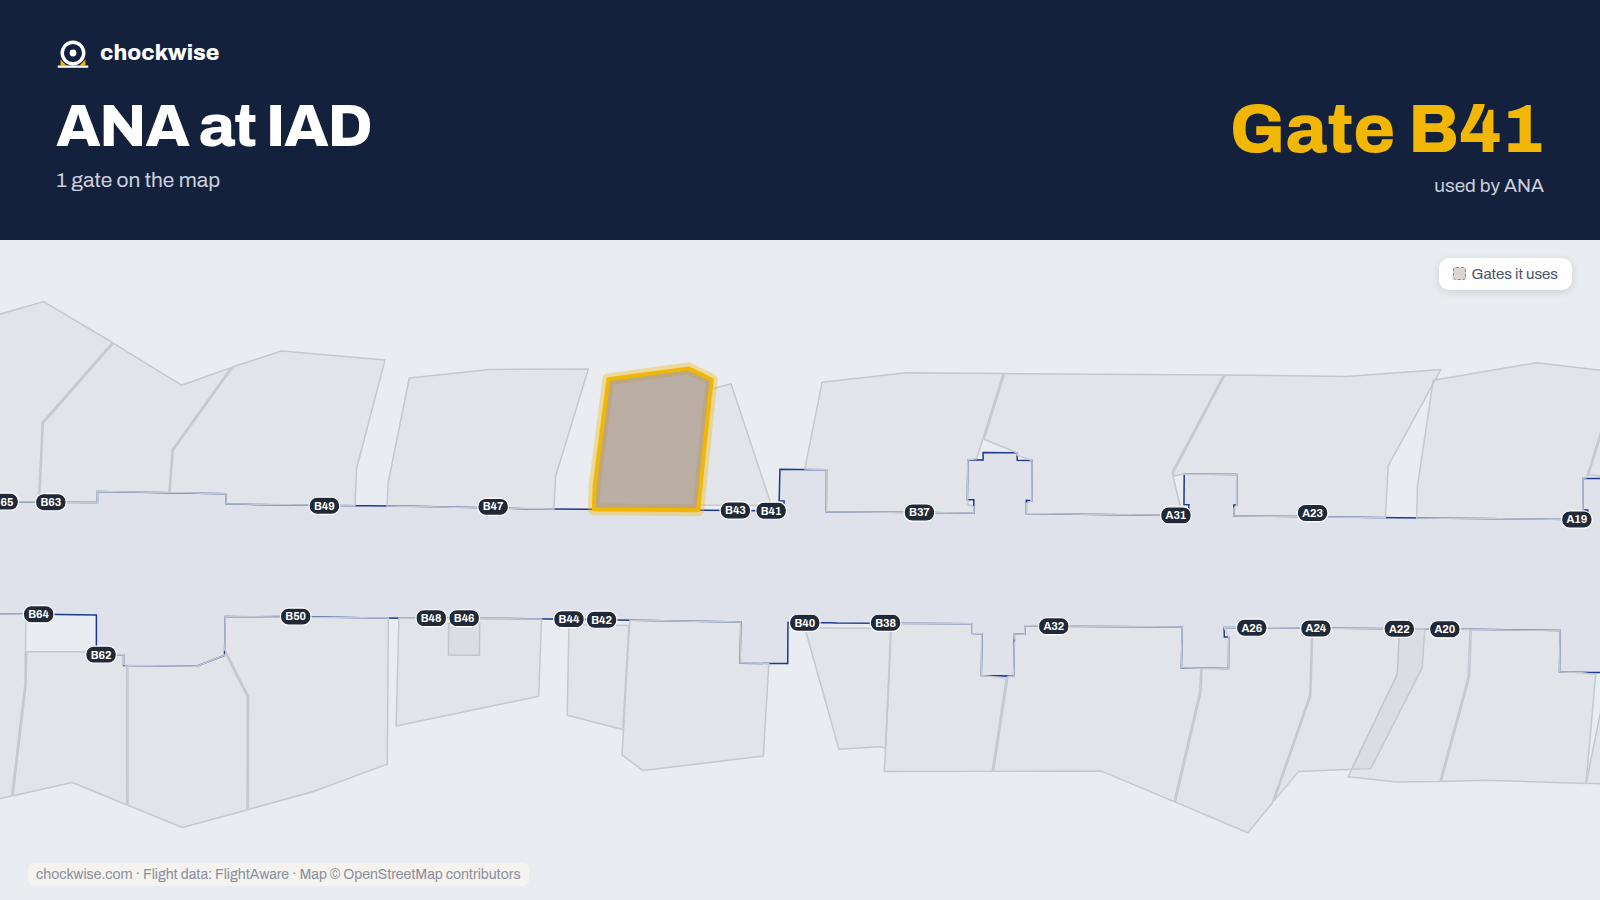 chockwise
ANA at IAD
1 gate on the map
Gate B41
used by ANA
Gates it uses
65
B63
B49
B47
B43
B41
B37
A31
A23
A19
B64
B62
B50
B48
B46
B44
B42
B40
B38
A32
A26
A24
A22
A20
chockwise.com · Flight data: FlightAware · Map © OpenStreetMap contributors